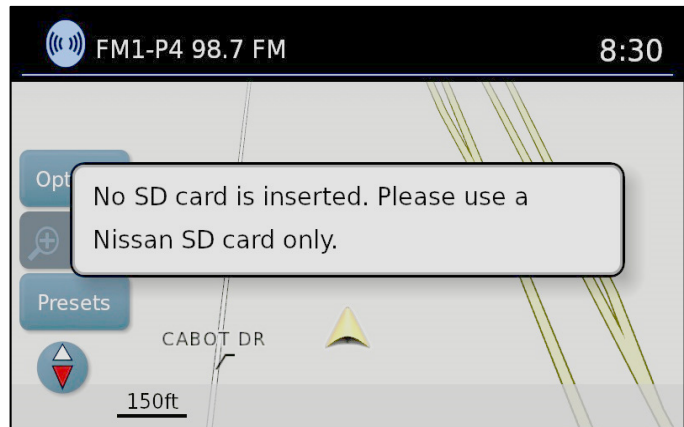 FM1-P4 98.7 FM
8:30
Opt
No SD card is inserted. Please use a
Nissan SD card only.
Presets
CABOT DR
150ft